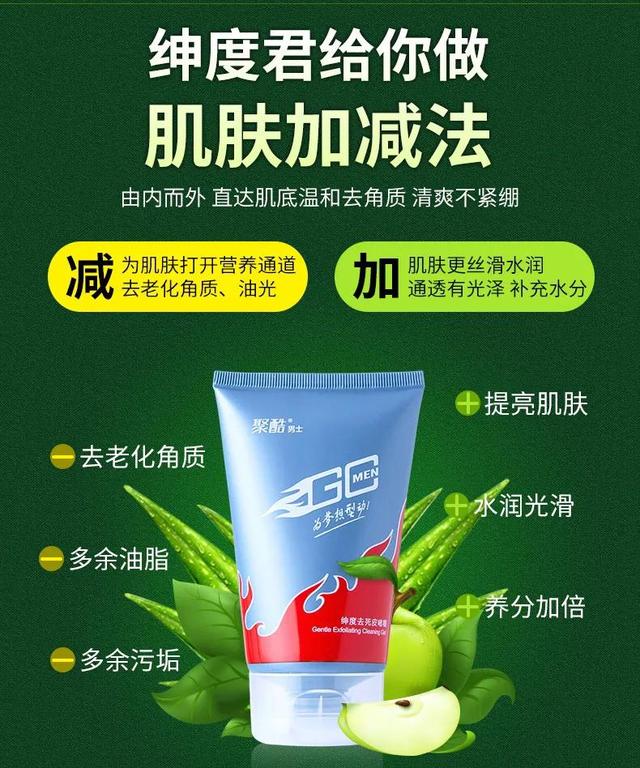 绅度君给你做
肌肤加减法
由内而外 直达肌底温和去角质 清爽不紧绷
减 为肌肤打开营养通道
去老化角质、油光
加 肌肤更丝滑水润
通透有光泽 补充水分
提亮肌肤
去老化角质
水润光滑
多余油脂
养分加倍
多余污垢
聚酷®男士
GO MEN
为梦想型动!
绅度去死皮啫喱
Gentle Exfoliating Cleaning Gel